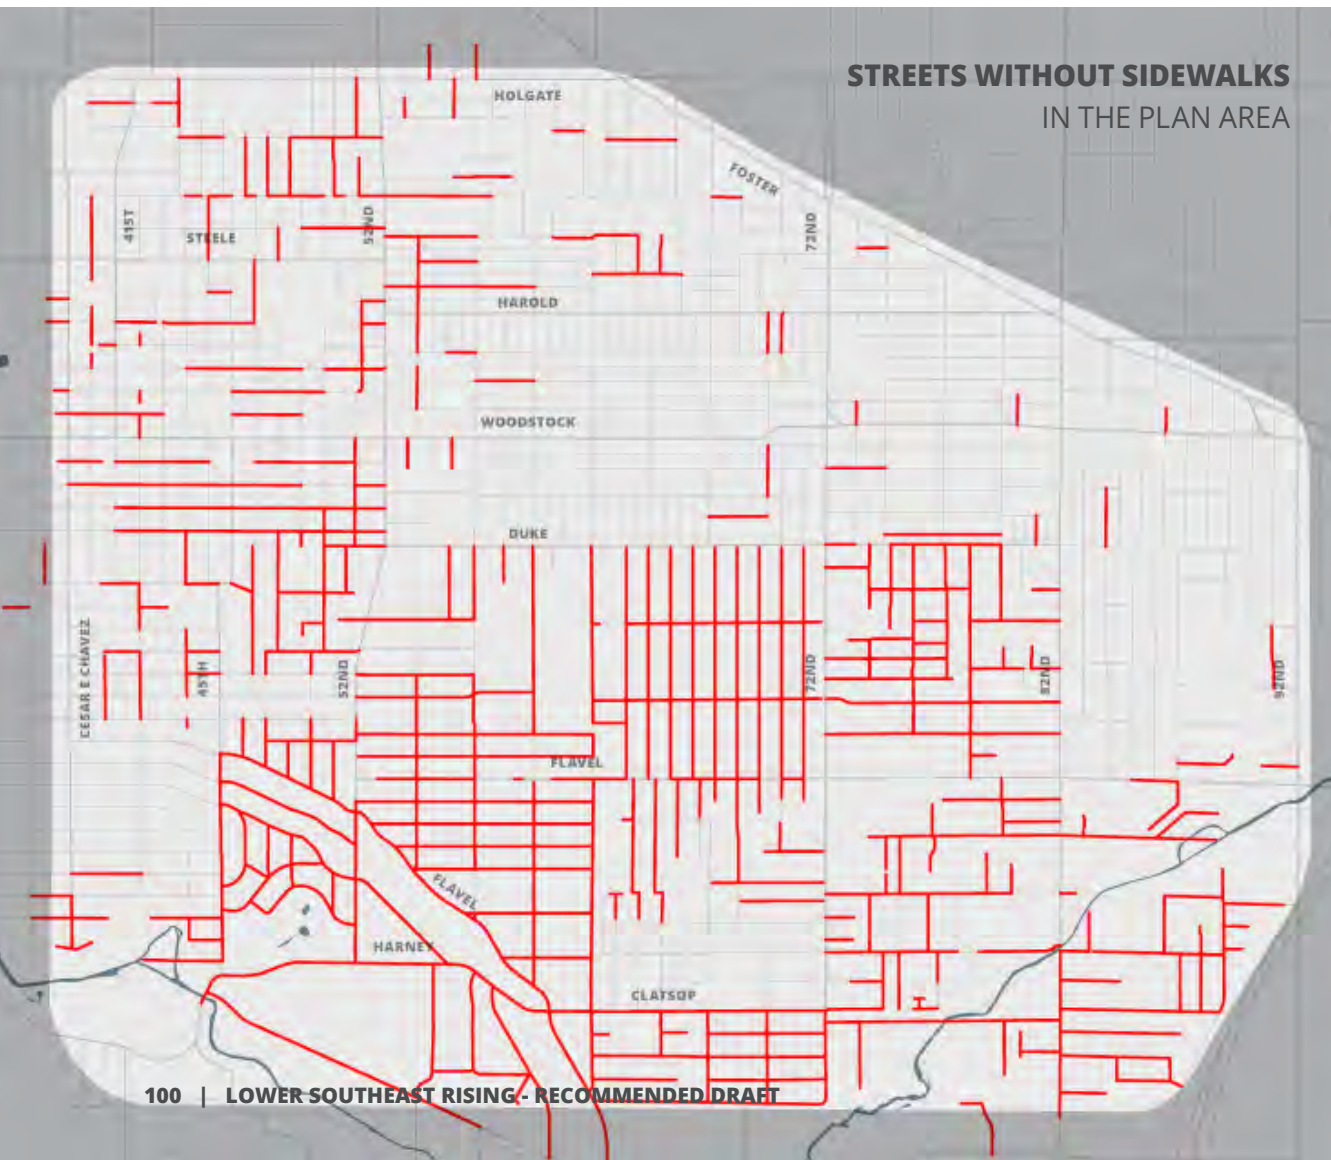 STREETS WITHOUT SIDEWALKS
IN THE PLAN AREA
HOLGATE
FOSTER
41ST
STEELE
52ND
72ND
HAROLD
WOODSTOCK
DUKE
CESAR E CHAVEZ
45TH
52ND
72ND
82ND
92ND
FLAVEL
FLAVEL
HARNEY
CLATSOP
100 | LOWER SOUTHEAST RISING - RECOMMENDED DRAFT